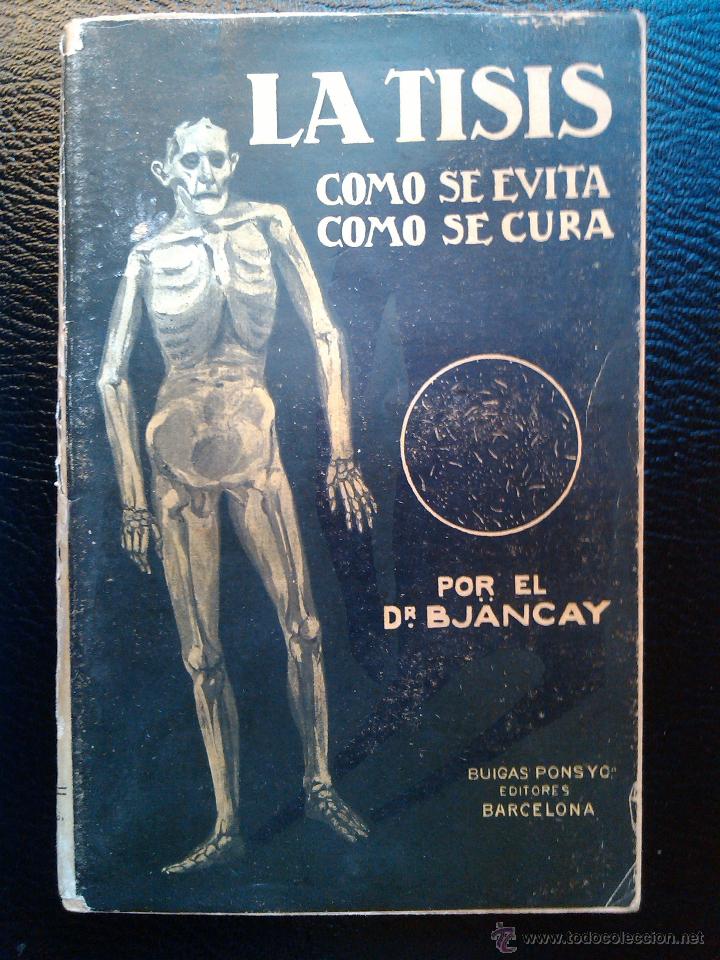 LA TISIS
COMO SE EVITA
COMO SE CURA
POR EL
DR. BJÄNCAY
BUIGAS PONS Y Cª
EDITORES
BARCELONA
www.todocoleccion.net